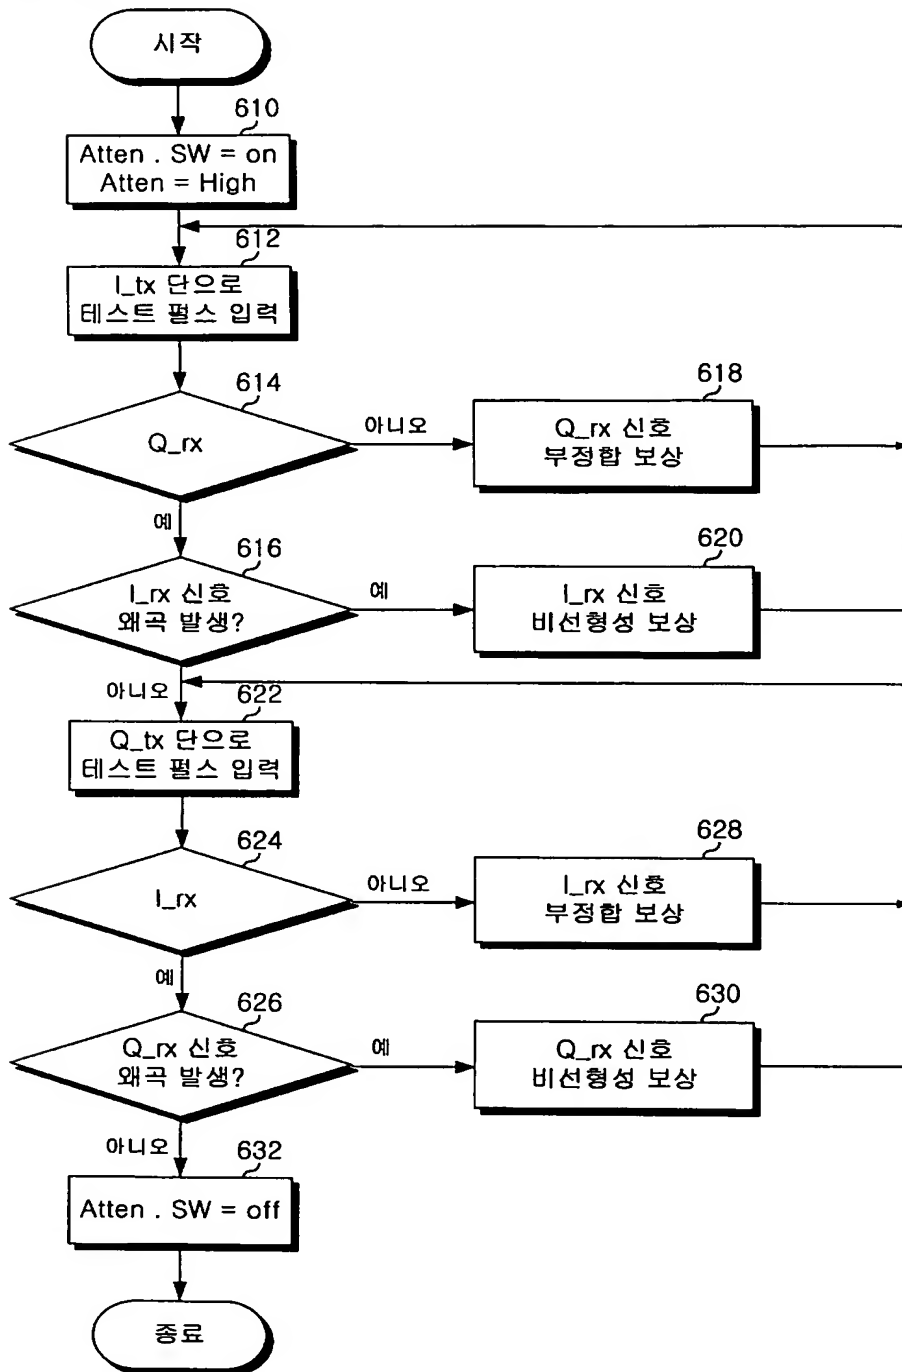 시작
610
Atten . SW = on
Atten = High
612
I_tx 단으로
테스트 펄스 입력
614
Q_rx
아니오
618
Q_rx 신호
부정합 보상
예
616
I_rx 신호
왜곡 발생?
예
620
I_rx 신호
비선형성 보상
아니오
622
Q_tx 단으로
테스트 펄스 입력
624
I_rx
아니오
628
I_rx 신호
부정합 보상
예
626
Q_rx 신호
왜곡 발생?
예
630
Q_rx 신호
비선형성 보상
아니오
632
Atten . SW = off
종료